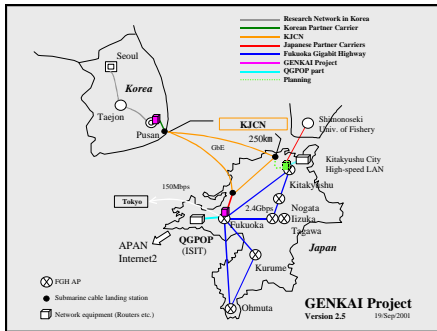 Research Network in Korea
Korean Partner Carrier
KJCN
Japanese Partner Carriers
Fukuoka Gigabit Highway
GENKAI Project
QGPOP part
Planning
Seoul
Korea
Taejon
Pusan
KJCN
250km
GbE
Shimonoseki
Univ. of Fishery
Kitakyushu City
High-speed LAN
Kitakyushu
150Mbps
Tokyo
2.4Gbps
Nogata
Iizuka
Tagawa
Fukuoka
QGPOP
(ISIT)
APAN
Internet2
Japan
Kurume
Ohmuta
FGH AP
Submarine cable landing station
Network equipment (Routers etc.)
GENKAI Project
Version 2.5 19/Sep/2001